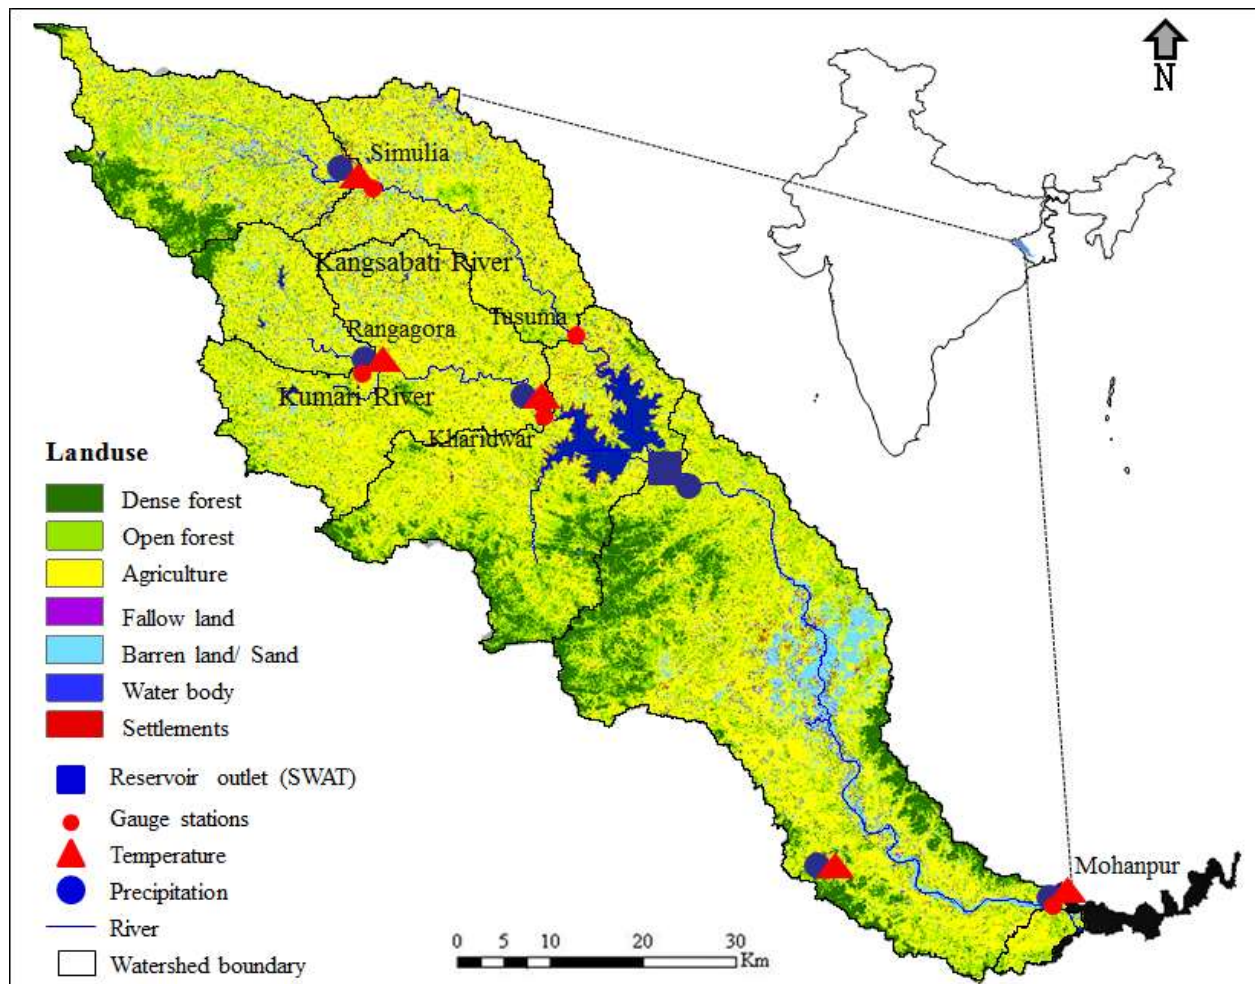 N
Simulia
Kangsabati River
Tusuma
Rangagora
Kumari River
Kharidwar
Landuse
Dense forest
Open forest
Agriculture
Fallow land
Barren land/ Sand
Water body
Settlements
Reservoir outlet (SWAT)
Gauge stations
Temperature
Precipitation
River
Watershed boundary
Mohanpur
0 5 10 20 30
Km